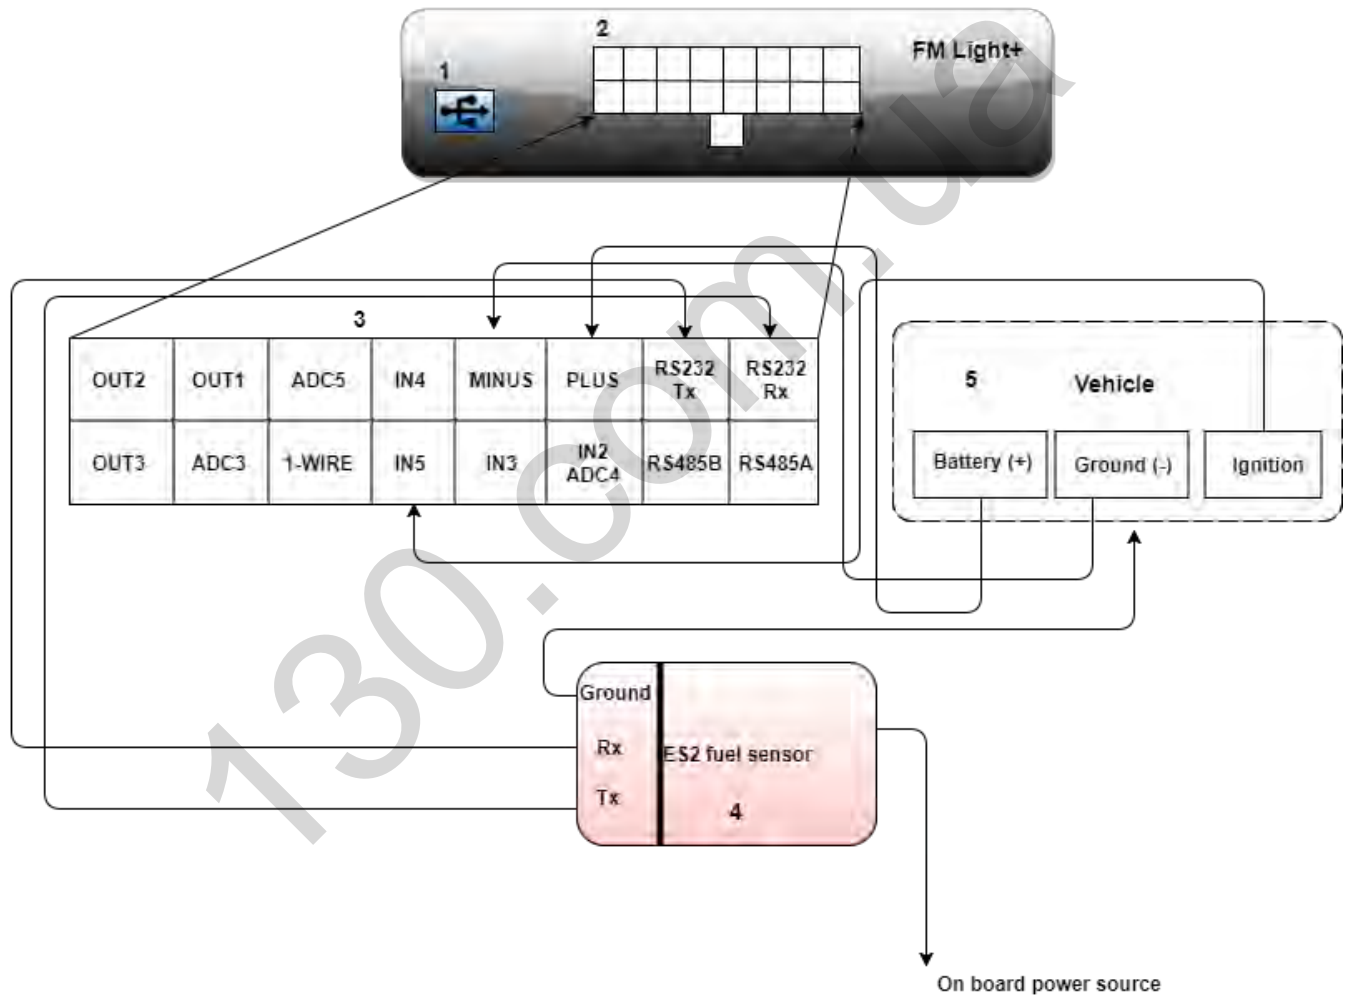 2
FM Light+
1
3
OUT2 OUT1 ADC5 IN4 MINUS PLUS RS232 Tx RS232 Rx
OUT3 ADC3 1-WIRE IN5 IN3 IN2 ADC4 RS485B RS485A
5 Vehicle
Battery (+) Ground (-) Ignition
Ground
Rx
ES2 fuel sensor
Tx
4
On board power source
130.com.ua